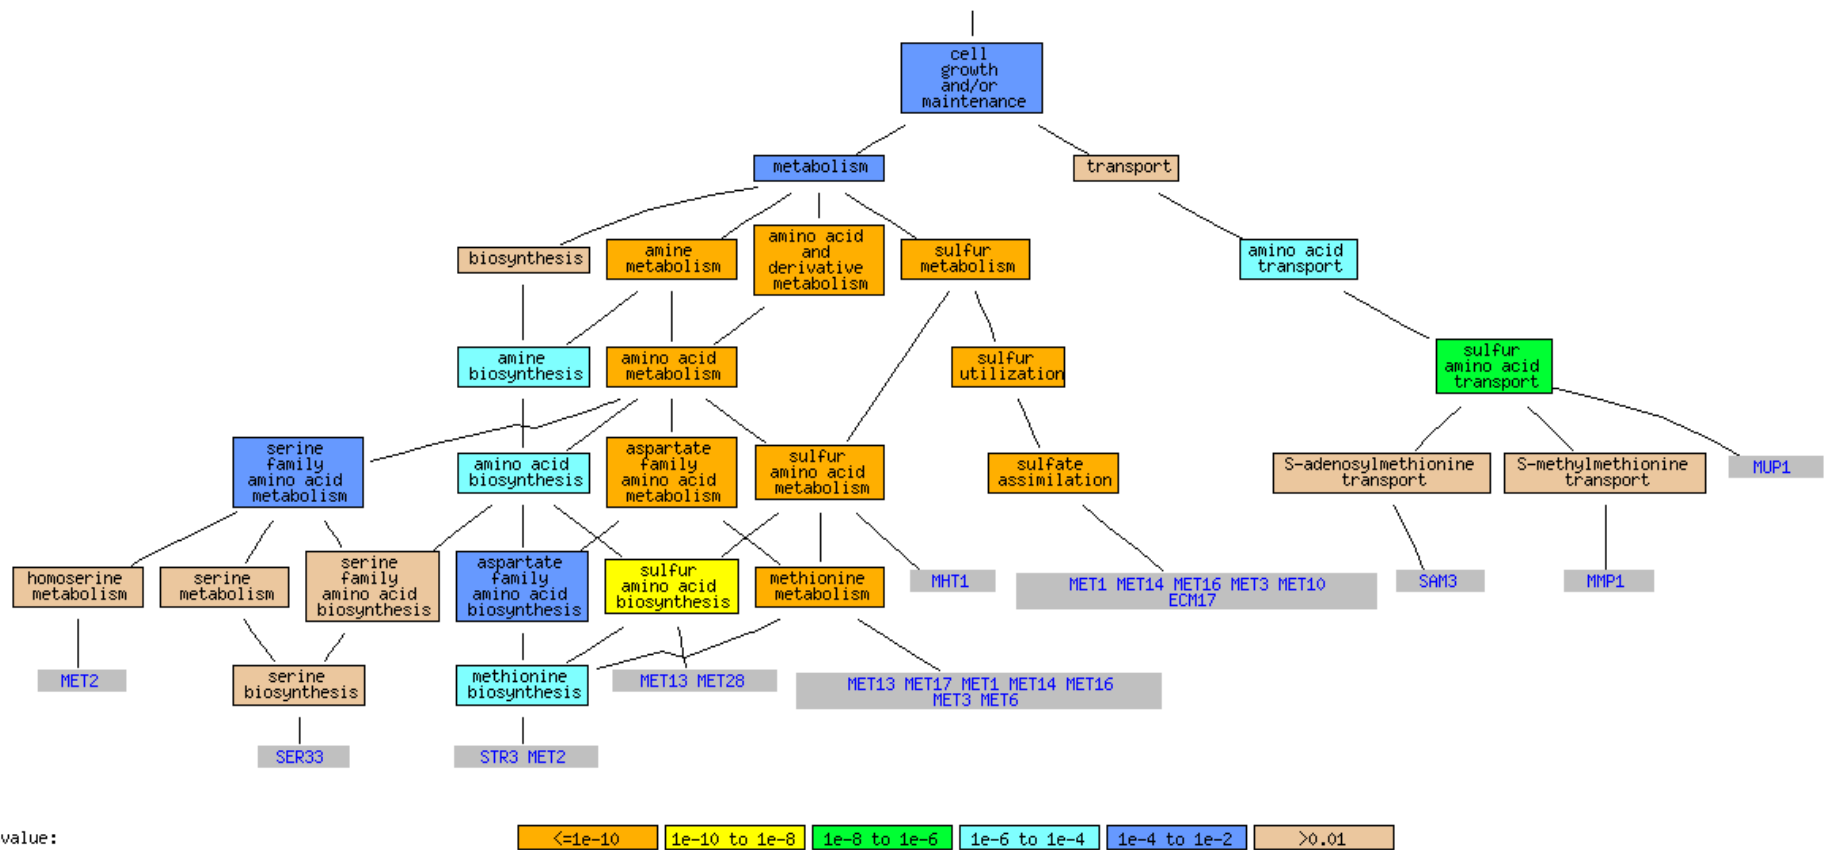 cell
growth
and/or
maintenance
metabolism
transport
biosynthesis
amine
metabolism
amino acid
and
derivative
metabolism
sulfur
metabolism
amino acid
transport
amine
biosynthesis
amino acid
metabolism
sulfur
utilization
sulfur
amino acid
transport
serine
family
amino acid
metabolism
amino acid
biosynthesis
aspartate
family
amino acid
metabolism
sulfur
amino acid
metabolism
sulfate
assimilation
S-adenosylmethionine
transport
S-methylmethionine
transport
MUP1
homoserine
metabolism
serine
metabolism
serine
family
amino acid
biosynthesis
aspartate
family
amino acid
biosynthesis
sulfur
amino acid
biosynthesis
methionine
metabolism
MHT1
MET1 MET14 MET16 MET3 MET10
ECM17
SAM3
MMP1
MET2
serine
biosynthesis
methionine
biosynthesis
MET13 MET28
MET13 MET17 MET1 MET14 MET16
MET3 MET6
SER33
STR3 MET2
value:
<=1e-10
1e-10 to 1e-8
1e-8 to 1e-6
1e-6 to 1e-4
1e-4 to 1e-2
>0.01